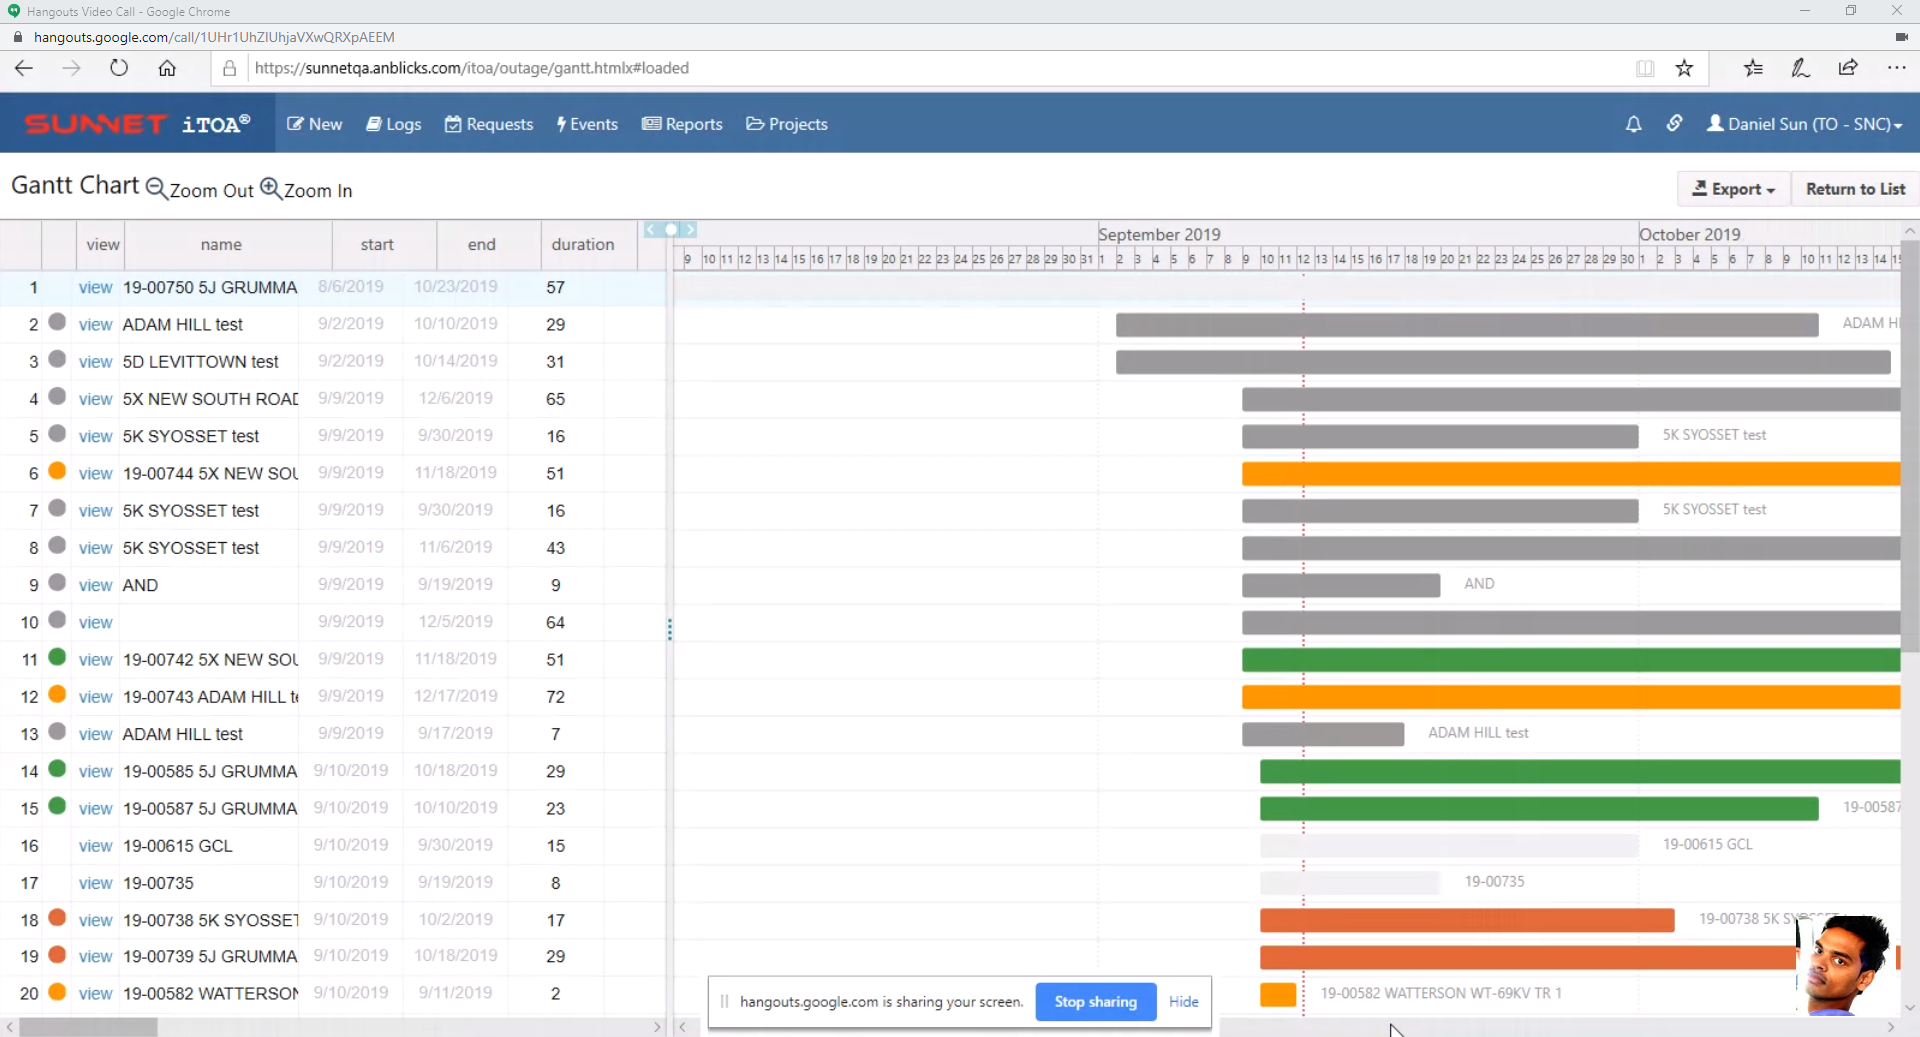 Hangouts Video Call - Google Chrome
hangouts.google.com/call/1UHr1UhZIUhjaVXwQRXpAEEM
https://sunnetqa.anblicks.com/itoa/outage/gantt.htmlx#loaded
SUNNET iTOA® New Logs Requests Events Reports Projects Daniel Sun (TO - SNC)
Gantt Chart Zoom Out Zoom In Export Return to List
view name start end duration
September 2019 October 2019
9 10 11 12 13 14 15 16 17 18 19 20 21 22 23 24 25 26 27 28 29 30 31 1 2 3 4 5 6 7 8 9 10 11 12 13 14 15 16 17 18 19 20 21 22 23 24 25 26 27 28 29 30 1 2 3 4 5 6 7 8 9 10 11 12 13 14 15
1 view 19-00750 5J GRUMMA 8/6/2019 10/23/2019 57
2 view ADAM HILL test 9/2/2019 10/10/2019 29 ADAM HI
3 view 5D LEVITTOWN test 9/2/2019 10/14/2019 31
4 view 5X NEW SOUTH ROAD 9/9/2019 12/6/2019 65
5 view 5K SYOSSET test 9/9/2019 9/30/2019 16 5K SYOSSET test
6 view 19-00744 5X NEW SOU 9/9/2019 11/18/2019 51
7 view 5K SYOSSET test 9/9/2019 9/30/2019 16 5K SYOSSET test
8 view 5K SYOSSET test 9/9/2019 11/6/2019 43
9 view AND 9/9/2019 9/19/2019 9 AND
10 view 9/9/2019 12/5/2019 64
11 view 19-00742 5X NEW SOU 9/9/2019 11/18/2019 51
12 view 19-00743 ADAM HILL te 9/9/2019 12/17/2019 72
13 view ADAM HILL test 9/9/2019 9/17/2019 7 ADAM HILL test
14 view 19-00585 5J GRUMMA 9/10/2019 10/18/2019 29
15 view 19-00587 5J GRUMMA 9/10/2019 10/10/2019 23 19-00587
16 view 19-00615 GCL 9/10/2019 9/30/2019 15 19-00615 GCL
17 view 19-00735 9/10/2019 9/19/2019 8 19-00735
18 view 19-00738 5K SYOSSET 9/10/2019 10/2/2019 17 19-00738 5K
19 view 19-00739 5J GRUMMA 9/10/2019 10/18/2019 29
20 view 19-00582 WATTERSON 9/10/2019 9/11/2019 2 19-00582 WATTERSON WT-69KV TR 1
hangouts.google.com is sharing your screen. Stop sharing Hide